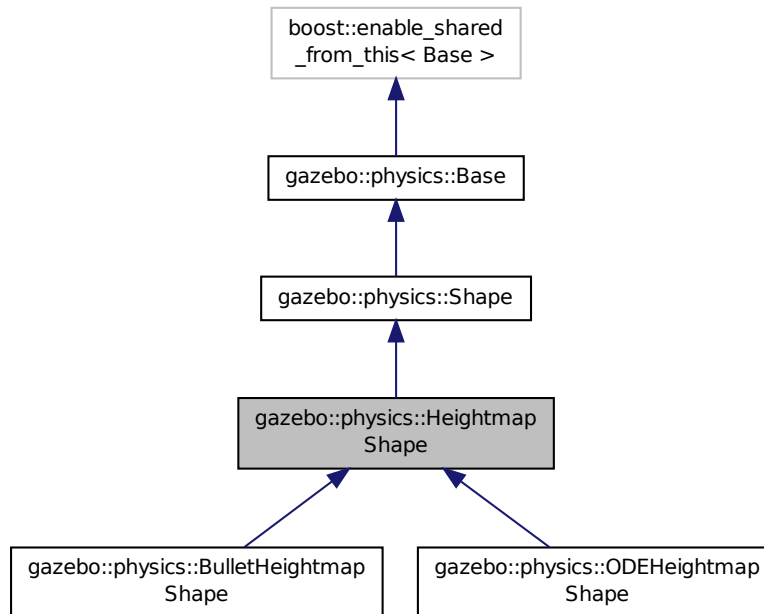 boost::enable_shared
_from_this< Base >
gazebo::physics::Base
gazebo::physics::Shape
gazebo::physics::Heightmap
Shape
gazebo::physics::BulletHeightmap
Shape
gazebo::physics::ODEHeightmap
Shape